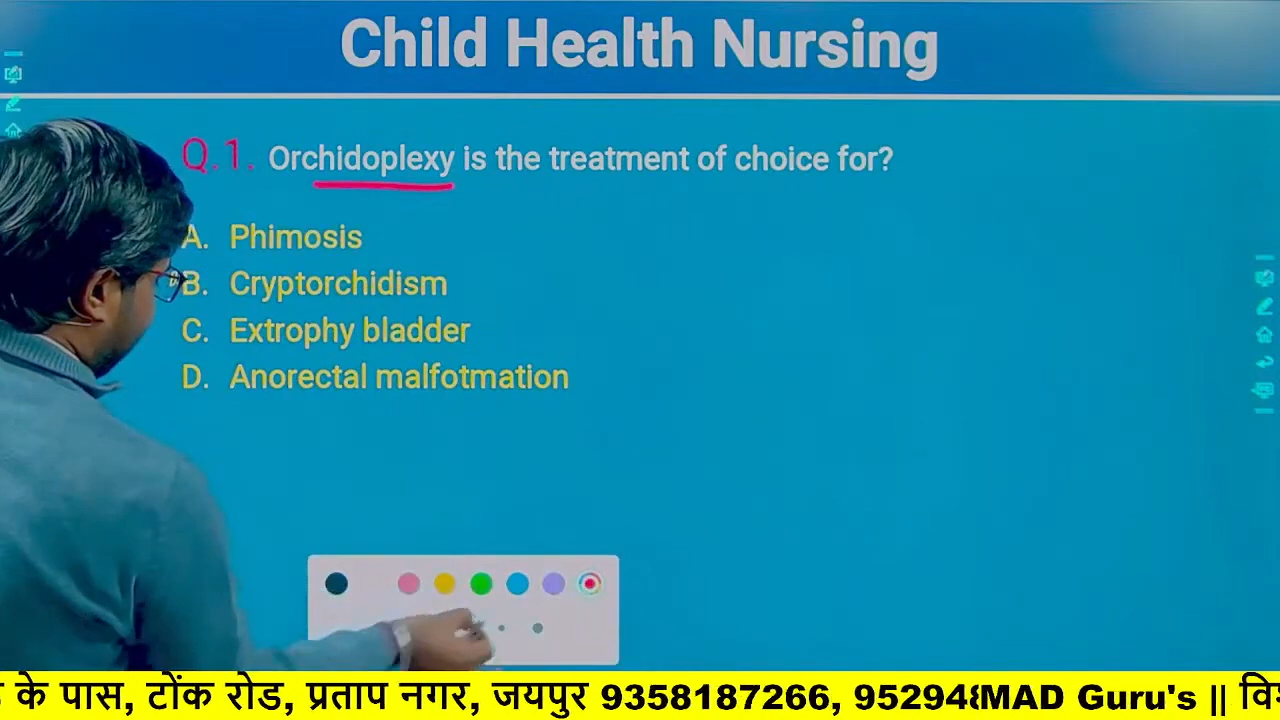 Child Health Nursing
Q.1. Orchidoplexy is the treatment of choice for?
A. Phimosis
B. Cryptorchidism
C. Extrophy bladder
D. Anorectal malfotmation
के पास, टोंक रोड, प्रताप नगर, जयपुर 9358187266, 95294 MAD Guru's ||